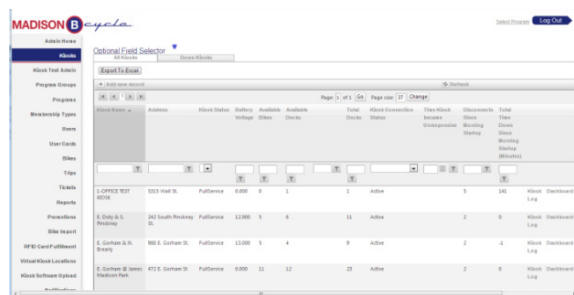 MADISON B cycle
Select Program
Log Out
Admin Home
Kiosks
Kiosk Text Admin
Program Groups
Programs
Membership Types
Users
User Cards
Bikes
Trips
Tickets
Reports
Promotions
Bike Import
RFID Card Fulfillment
Virtual Kiosk Locations
Kiosk Software Upload
Optional Field Selector
All Kiosks Down Kiosks
Export To Excel
Add new record Refresh
1 Page: 1 of 1 Go Page size: 37 Change
Kiosk Name Address Kiosk Status Battery Voltage Available Bikes Available Docks Total Docks Kiosk Connection Status Time Kiosk Became Unresponsive Disconnects Since Morning Startup Total Time Down Since Morning Startup (Minutes)
1-OFFICE TEST KIOSK 5325 Wall St. FullService 0.000 0 1 1 Active 5 141 Kiosk Log Dashboard
E. Doty & S. Pinckney 242 South Pinckney St. FullService 12.900 5 6 11 Active 2 0 Kiosk Log Dashboard
E. Gorham & N. Brearly 980 E. Gorham St. FullService 13.000 5 4 9 Active 2 -1 Kiosk Log Dashboard
E. Gorham @ James Madison Park 472 E. Gorham St. FullService 0.000 11 12 23 Active 2 0 Kiosk Log Dashboard